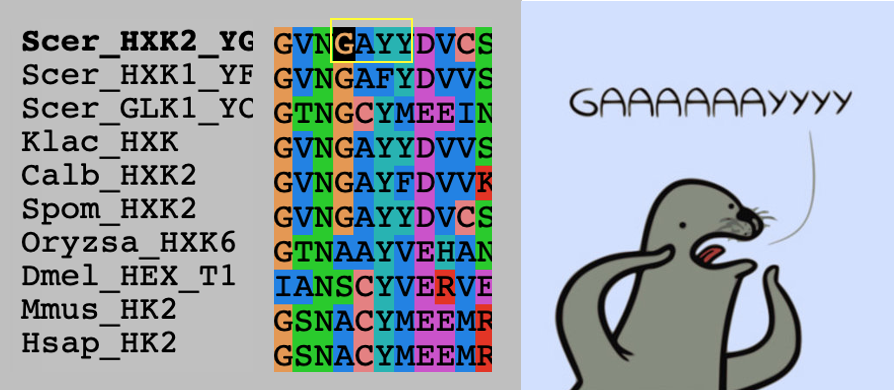 Scer_HXK2_YG GVNGAYYDVCS
Scer_HXK1_YF GVNGAFYDVVS
Scer_GLK1_YC GTNGCYMEEIN
Klac_HXK GVNGAYYDVVS
Calb_HXK2 GVNGAYFDVVK
Spom_HXK2 GVNGAYYDVCS
Oryzsa_HXK6 GTNAAYVEHAN
Dmel_HEX_T1 IANSCYVERVE
Mmus_HK2 GSNACYMEEMR
Hsap_HK2 GSNACYMEEMR
GAAAAAAAYYYY